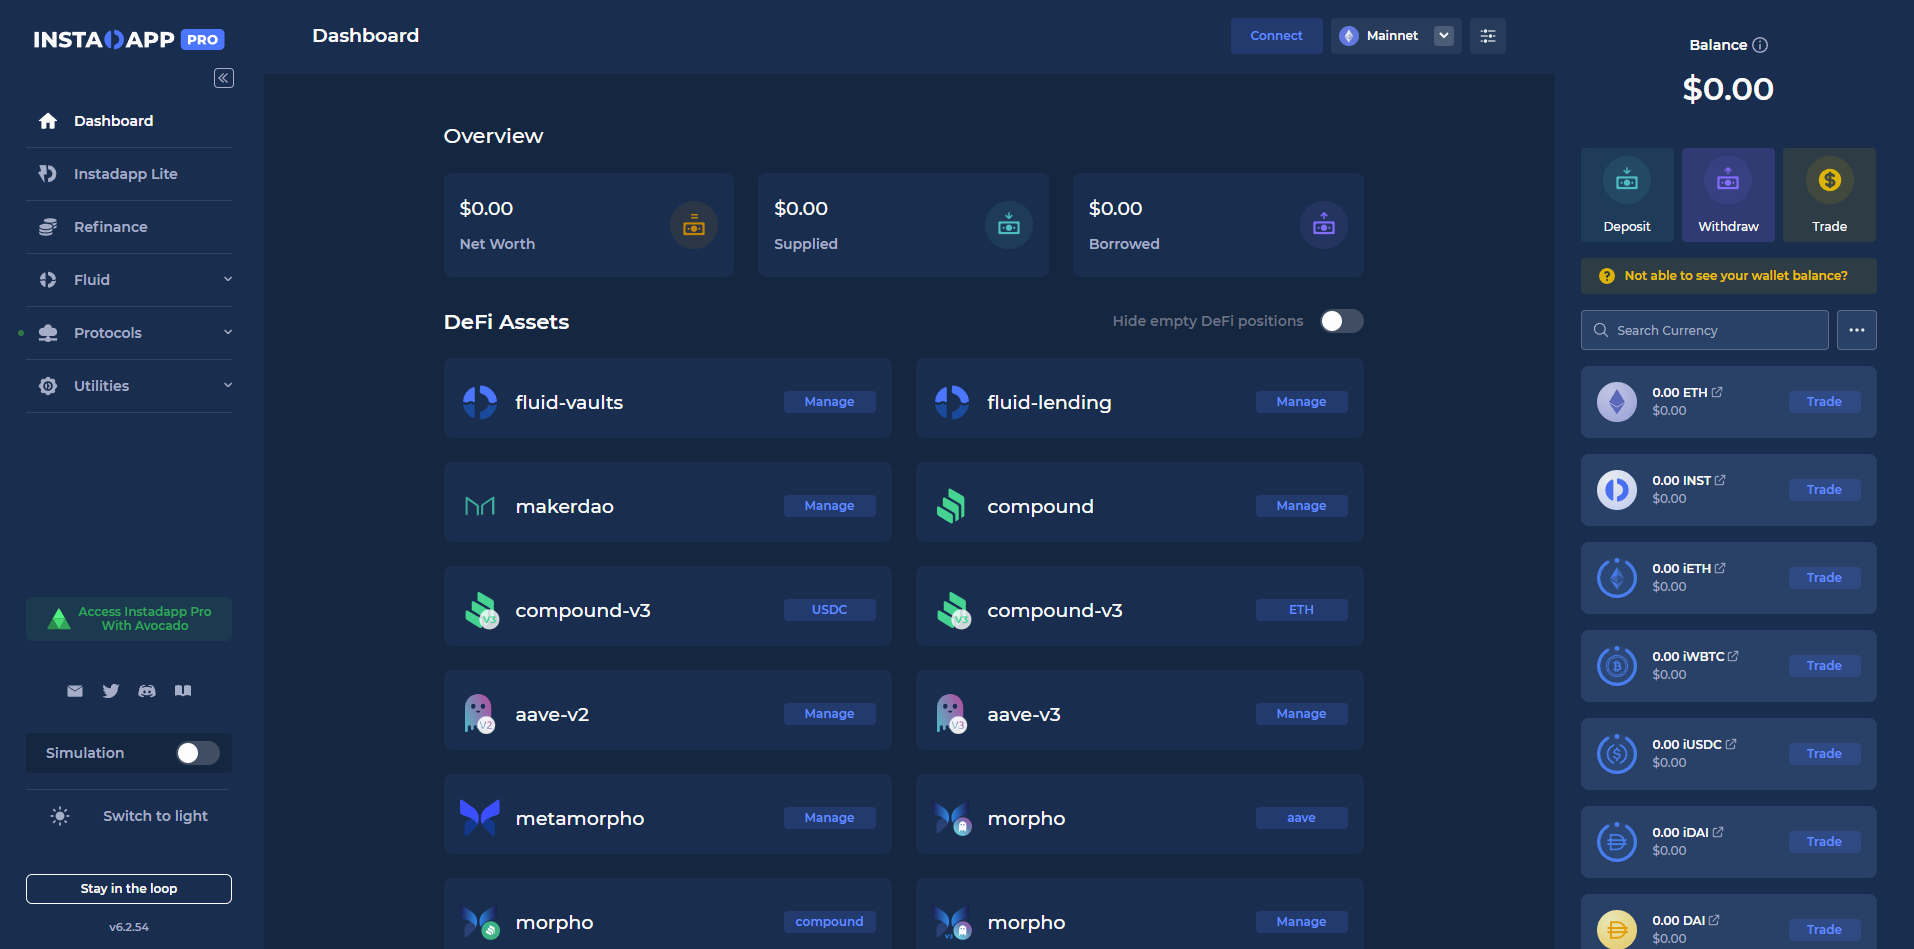 INSTADAPP PRO
Dashboard
Instadapp Lite
Refinance
Fluid
Protocols
Utilities
Access Instadapp Pro
With Avocado
Simulation
Switch to light
Stay in the loop
v6.2.54
Dashboard
Connect
Mainnet
Overview
$0.00
Net Worth
$0.00
Supplied
$0.00
Borrowed
DeFi Assets
Hide empty DeFi positions
fluid-vaults
Manage
fluid-lending
Manage
makerdao
Manage
compound
Manage
compound-v3
V3
USDC
compound-v3
V3
ETH
aave-v2
V2
Manage
aave-v3
V3
Manage
metamorpho
Manage
morpho
aave
morpho
compound
morpho
V3
Manage
Balance
$0.00
Deposit
Withdraw
Trade
Not able to see your wallet balance?
Search Currency
0.00 ETH
$0.00
Trade
0.00 INST
$0.00
Trade
0.00 iETH
$0.00
Trade
0.00 iWBTC
$0.00
Trade
0.00 iUSDC
$0.00
Trade
0.00 iDAI
$0.00
Trade
0.00 DAI
$0.00
Trade